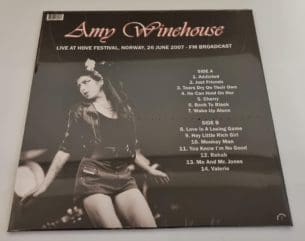 Amy Winehouse
LIVE AT HOVE FESTIVAL, NORWAY, 26 JUNE 2007 - FM BROADCAST
SIDE A
1. Addicted
2. Just Friends
3. Tears Dry On Their Own
4. He Can Hold On Her
5. Cherry
6. Back To Black
7. Wake Up Alone
SIDE B
8. Love Is A Losing Game
9. Hey Little Rich Girl
10. Monkey Man
11. You Know I'm No Good
12. Rehab
13. Me And Mr. Jones
14. Valerie